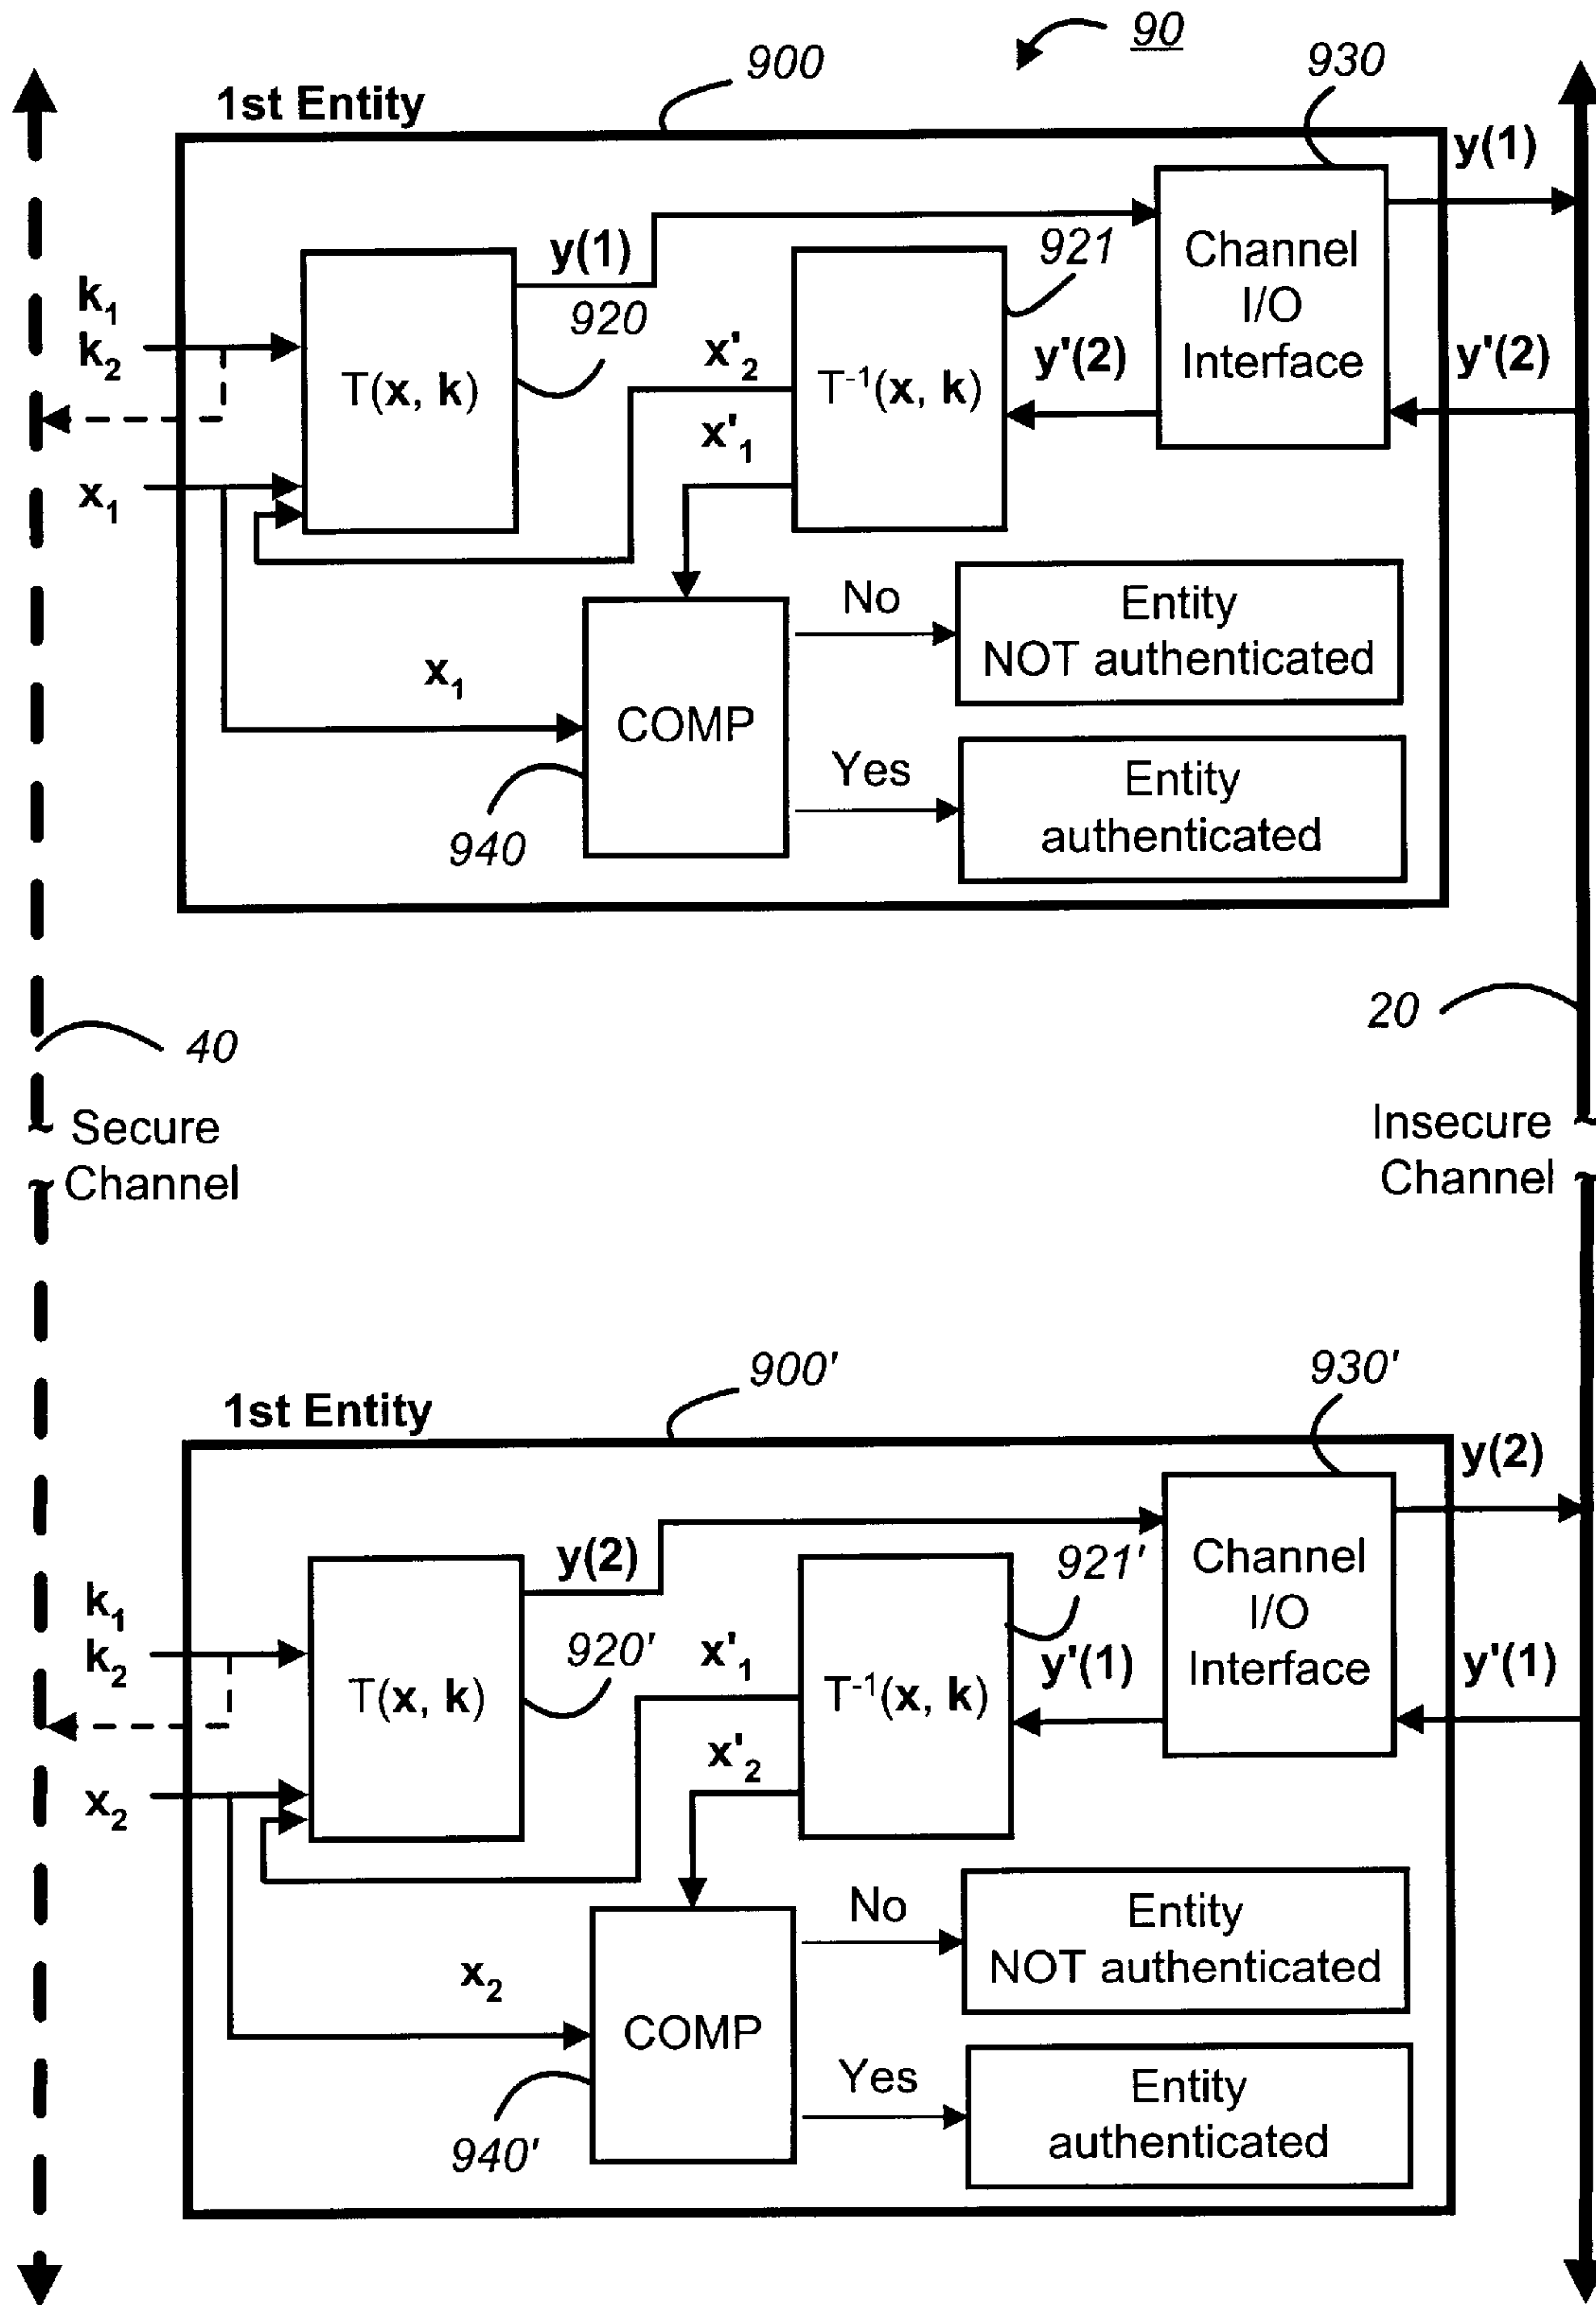 90
900
930
1st Entity
y(1)
y(1)
921
Channel
I/O
Interface
k₁
k₂
920
T(x, k)
x'₂
T⁻¹(x, k)
y'(2)
y'(2)
x'₁
x₁
No
Entity
NOT authenticated
x₁
COMP
Yes
Entity
authenticated
940
40
20
Secure
Channel
Insecure
Channel
900'
930'
1st Entity
y(2)
y(2)
921'
Channel
I/O
Interface
k₁
k₂
920'
T(x, k)
x'₁
T⁻¹(x, k)
y'(1)
y'(1)
x'₂
x₂
No
Entity
NOT authenticated
x₂
COMP
Yes
Entity
authenticated
940'